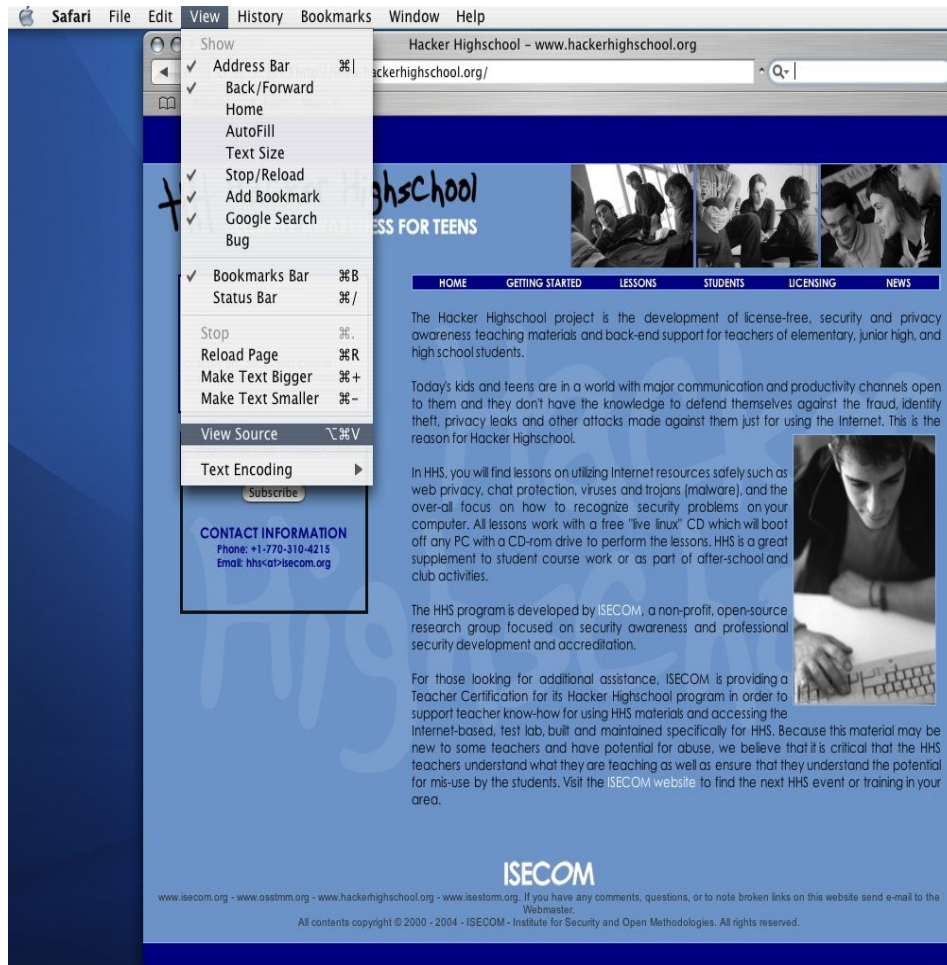 Safari File Edit View History Bookmarks Window Help
Hacker Highschool – www.hackerhighschool.org
ackerhighschool.org/
Show
✓ Address Bar ⌘|
✓ Back/Forward
Home
AutoFill
Text Size
✓ Stop/Reload
✓ Add Bookmark
✓ Google Search
Bug
✓ Bookmarks Bar ⌘B
Status Bar ⌘/
Stop ⌘.
Reload Page ⌘R
Make Text Bigger ⌘+
Make Text Smaller ⌘-
View Source ⌥⌘V
Text Encoding
Subscribe
CONTACT INFORMATION
Phone: +1-770-310-4215
Email: hhs<at>isecom.org
Highschool
ESS FOR TEENS
HOME GETTING STARTED LESSONS STUDENTS LICENSING NEWS
The Hacker Highschool project is the development of license-free, security and privacy
awareness teaching materials and back-end support for teachers of elementary, junior high, and
high school students.
Today's kids and teens are in a world with major communication and productivity channels open
to them and they don't have the knowledge to defend themselves against the fraud, identity
theft, privacy leaks and other attacks made against them just for using the Internet. This is the
reason for Hacker Highschool.
In HHS, you will find lessons on utilizing Internet resources safely such as
web privacy, chat protection, viruses and trojans (malware), and the
over-all focus on how to recognize security problems on your
computer. All lessons work with a free "live linux" CD which will boot
off any PC with a CD-rom drive to perform the lessons. HHS is a great
supplement to student course work or as part of after-school and
club activities.
The HHS program is developed by ISECOM, a non-profit, open-source
research group focused on security awareness and professional
security development and accreditation.
For those looking for additional assistance, ISECOM is providing a
Teacher Certification for its Hacker Highschool program in order to
support teacher know-how for using HHS materials and accessing the
Internet-based, test lab, built and maintained specifically for HHS. Because this material may be
new to some teachers and have potential for abuse, we believe that it is critical that the HHS
teachers understand what they are teaching as well as ensure that they understand the potential
for mis-use by the students. Visit the ISECOM website to find the next HHS event or training in your
area.
Hacker
Highschool
ISECOM
www.isecom.org - www.osstmm.org - www.hackerhighschool.org - www.isestorm.org. If you have any comments, questions, or to note broken links on this website send e-mail to the
Webmaster.
All contents copyright © 2000 - 2004 - ISECOM - Institute for Security and Open Methodologies. All rights reserved.